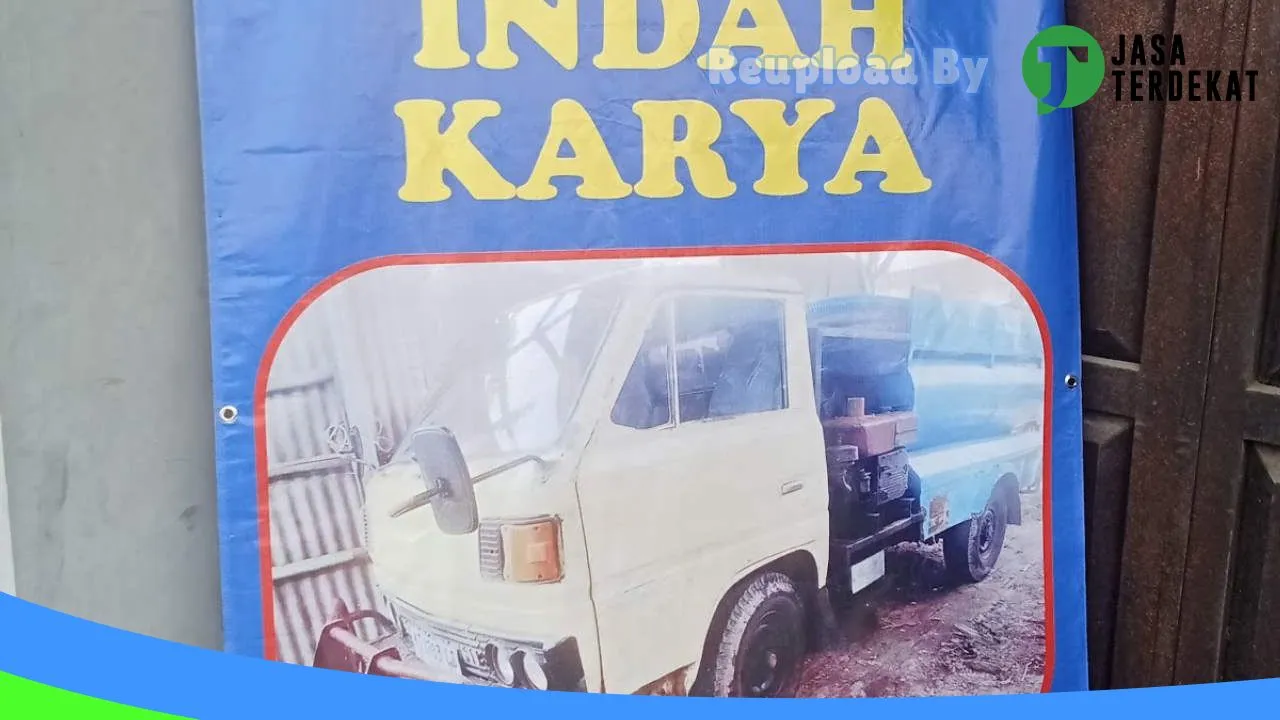 INDAH
Reupload By
JASA
TERDEKAT
KARYA